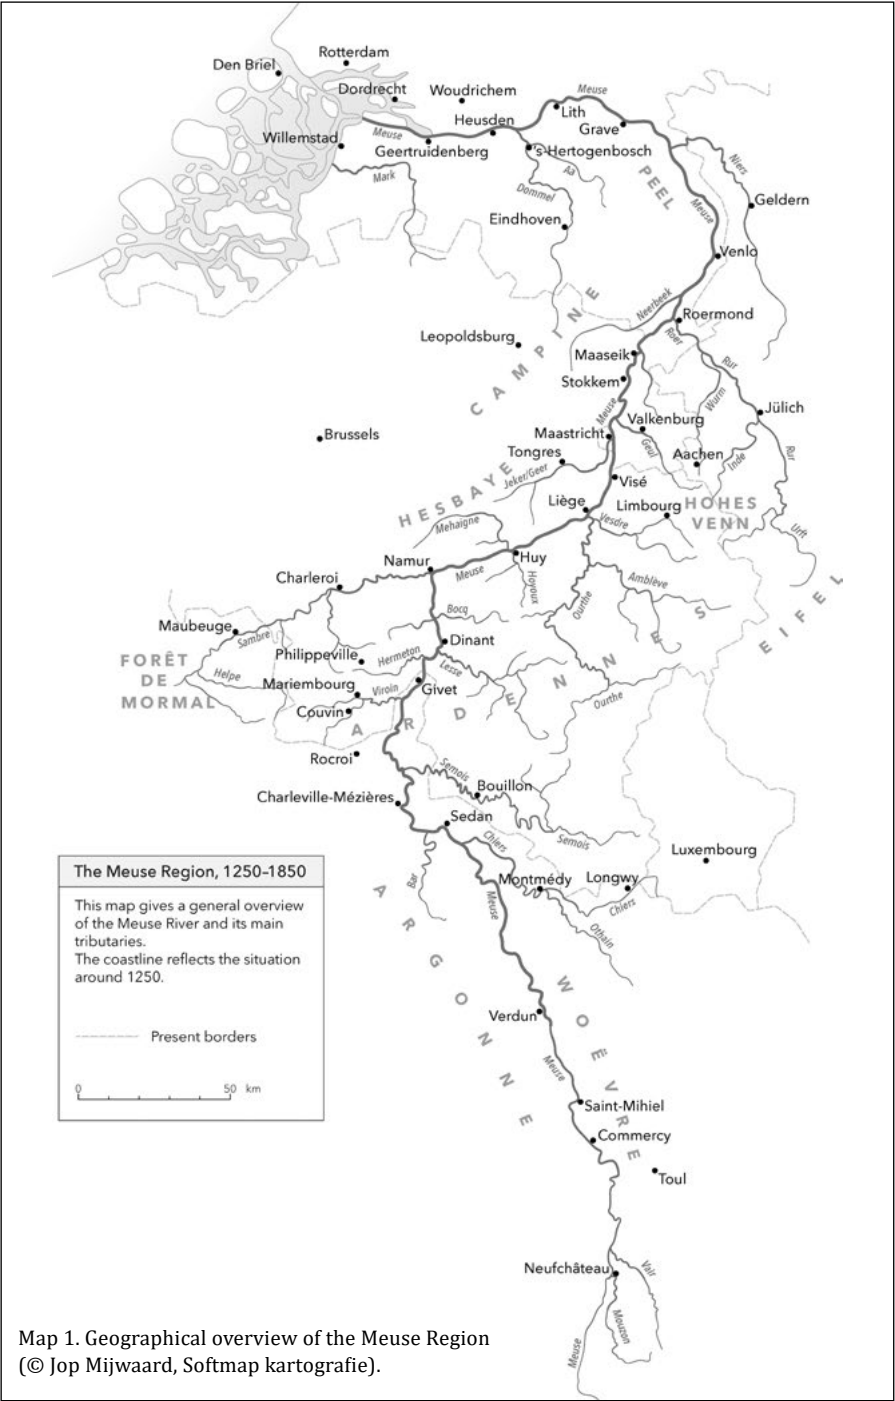 Rotterdam
Den Briel
Dordrecht
Woudrichem
Meuse
Lith
Heusden
Grave
Willemstad
Meuse
Geertruidenberg
's-Hertogenbosch
Niers
Mark
Aa
PEEL
Dommel
Geldern
Meuse
Eindhoven
Venlo
Neerbeek
Roermond
CAMPINE
Leopoldsburg
Roer
Maaseik
Rur
Stokkem
Wurm
Jülich
Meuse
Valkenburg
Brussels
Maastricht
Geul
Tongres
Aachen
Inde
Rur
Jeker/Geer
HESBAYE
Visé
Liège
Limbourg
HOHES
VENN
Mehaigne
Vesdre
Urft
Namur
Huy
Meuse
Charleroi
Hoyoux
Amblève
EIFEL
Bocq
Ourthe
Maubeuge
Sambre
Dinant
Philippeville
Hermeton
Lesse
FORÊT
DE
MORMAL
Helpe
Mariembourg
Viroin
Givet
Ourthe
Couvin
ARDENNES
Rocroi
Semois
Bouillon
Charleville-Mézières
Sedan
Chiers
Semois
Luxembourg
Bar
Montmédy
Longwy
Meuse
Chiers
Othain
ARGONNE
WOËVRE
Verdun
Meuse
Saint-Mihiel
Commercy
Toul
Neufchâteau
Vair
Mouzon
Meuse
The Meuse Region, 1250–1850
This map gives a general overview
of the Meuse River and its main
tributaries.
The coastline reflects the situation
around 1250.
Present borders
0 50 km
Map 1. Geographical overview of the Meuse Region
(© Jop Mijwaard, Softmap kartografie).